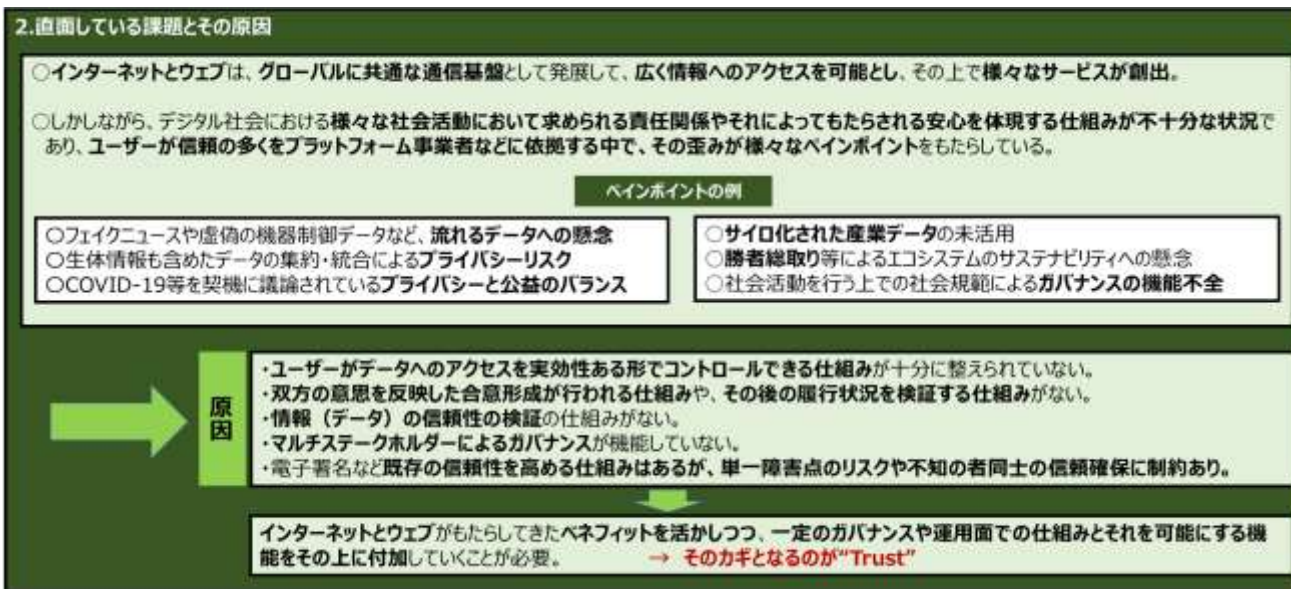 2.直面している課題とその原因
○インターネットとウェブは、グローバルに共通な通信基盤として発展して、広く情報へのアクセスを可能とし、その上で様々なサービスが創出。
○しかしながら、デジタル社会における様々な社会活動において求められる責任関係やそれによってもたらされる安心を体現する仕組みが不十分な状況で
あり、ユーザーが信頼の多くをプラットフォーム事業者などに依拠する中で、その歪みが様々なペインポイントをもたらしている。
ペインポイントの例
○フェイクニュースや虚偽の機器制御データなど、流れるデータへの懸念
○生体情報も含めたデータの集約・統合によるプライバシーリスク
○COVID-19等を契機に議論されているプライバシーと公益のバランス
○サイロ化された産業データの未活用
○勝者総取り等によるエコシステムのサステナビリティへの懸念
○社会活動を行う上での社会規範によるガバナンスの機能不全
原因
・ユーザーがデータへのアクセスを実効性ある形でコントロールできる仕組みが十分に整えられていない。
・双方の意思を反映した合意形成が行われる仕組みや、その後の履行状況を検証する仕組みがない。
・情報（データ）の信頼性の検証の仕組みがない。
・マルチステークホルダーによるガバナンスが機能していない。
・電子署名など既存の信頼性を高める仕組みはあるが、単一障害点のリスクや不知の者同士の信頼確保に制約あり。
インターネットとウェブがもたらしてきたベネフィットを活かしつつ、一定のガバナンスや運用面での仕組みとそれを可能にする機
能をその上に付加していくことが必要。 → そのカギとなるのが"Trust"